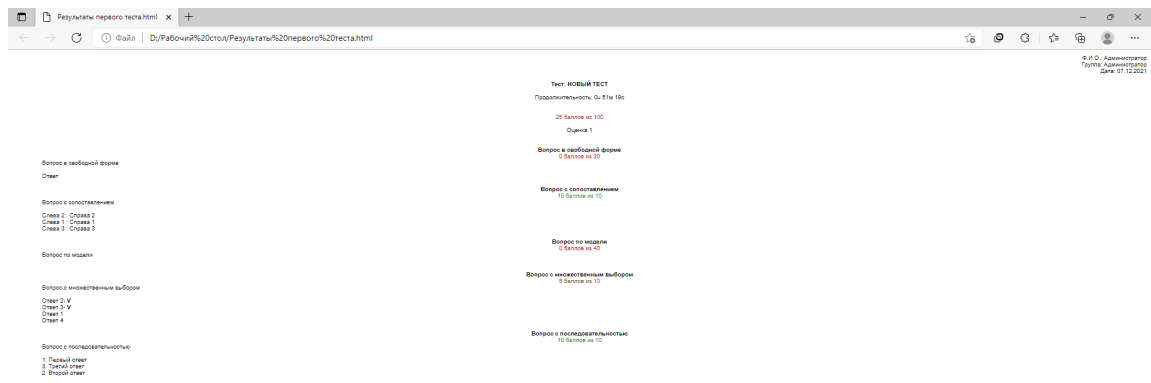 Результаты первого теста.html
Файл | D:/Рабочий%20стол/Результаты%20первого%20теста.html
Ф.И.О.: Администратор
Группа: Администратор
Дата: 07.12.2021
Тест: НОВЫЙ ТЕСТ
Продолжительность: 0ч 51м 19с
25 баллов из 100
Оценка 1
Вопрос в свободной форме
0 баллов из 30
Вопрос в свободной форме
Ответ
Вопрос с сопоставлением
10 баллов из 10
Вопрос с сопоставлением
Слева 2 : Справа 2
Слева 1 : Справа 1
Слева 3 : Справа 3
Вопрос по модели
0 баллов из 40
Вопрос по модели
Вопрос с множественным выбором
5 баллов из 10
Вопрос с множественным выбором
Ответ 2- V
Ответ 3- V
Ответ 1
Ответ 4
Вопрос с последовательностью
10 баллов из 10
Вопрос с последовательностью
1: Первый ответ
3: Третий ответ
2: Второй ответ